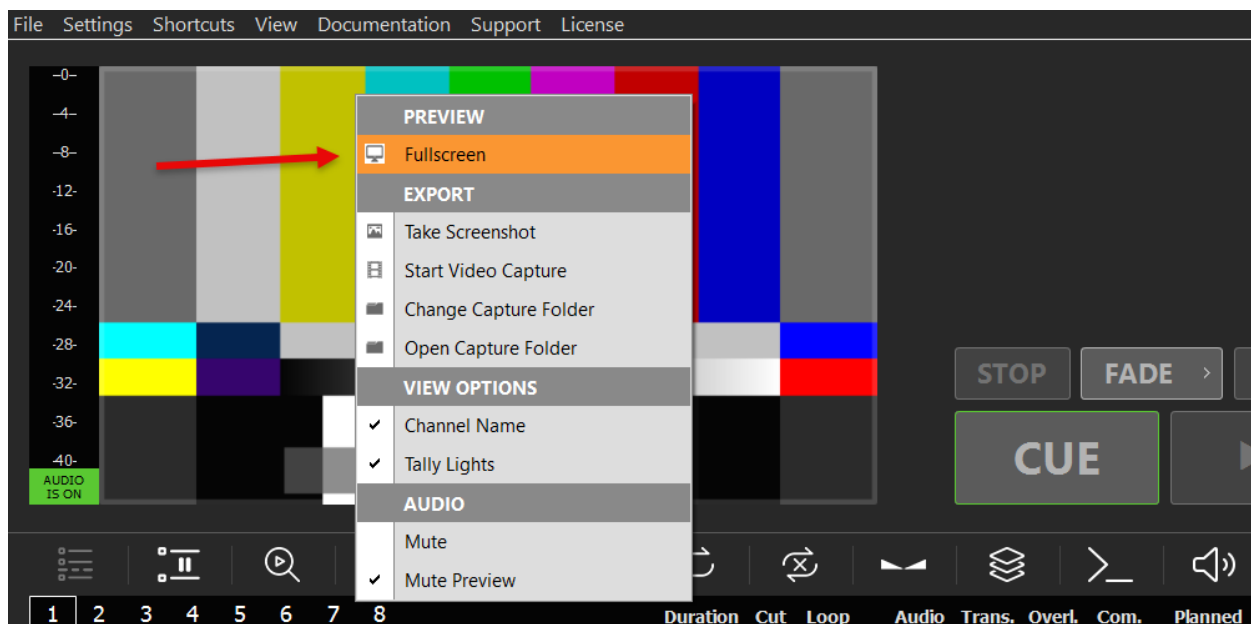 File Settings Shortcuts View Documentation Support License
–0–
–4–
–8–
-12-
-16-
-20-
-24-
-28-
-32-
-36-
-40-
AUDIO
IS ON
PREVIEW
Fullscreen
EXPORT
Take Screenshot
Start Video Capture
Change Capture Folder
Open Capture Folder
VIEW OPTIONS
Channel Name
Tally Lights
AUDIO
Mute
Mute Preview
STOP FADE
CUE
1 2 3 4 5 6 7 8 Duration Cut Loop Audio Trans. Overl. Com. Planned